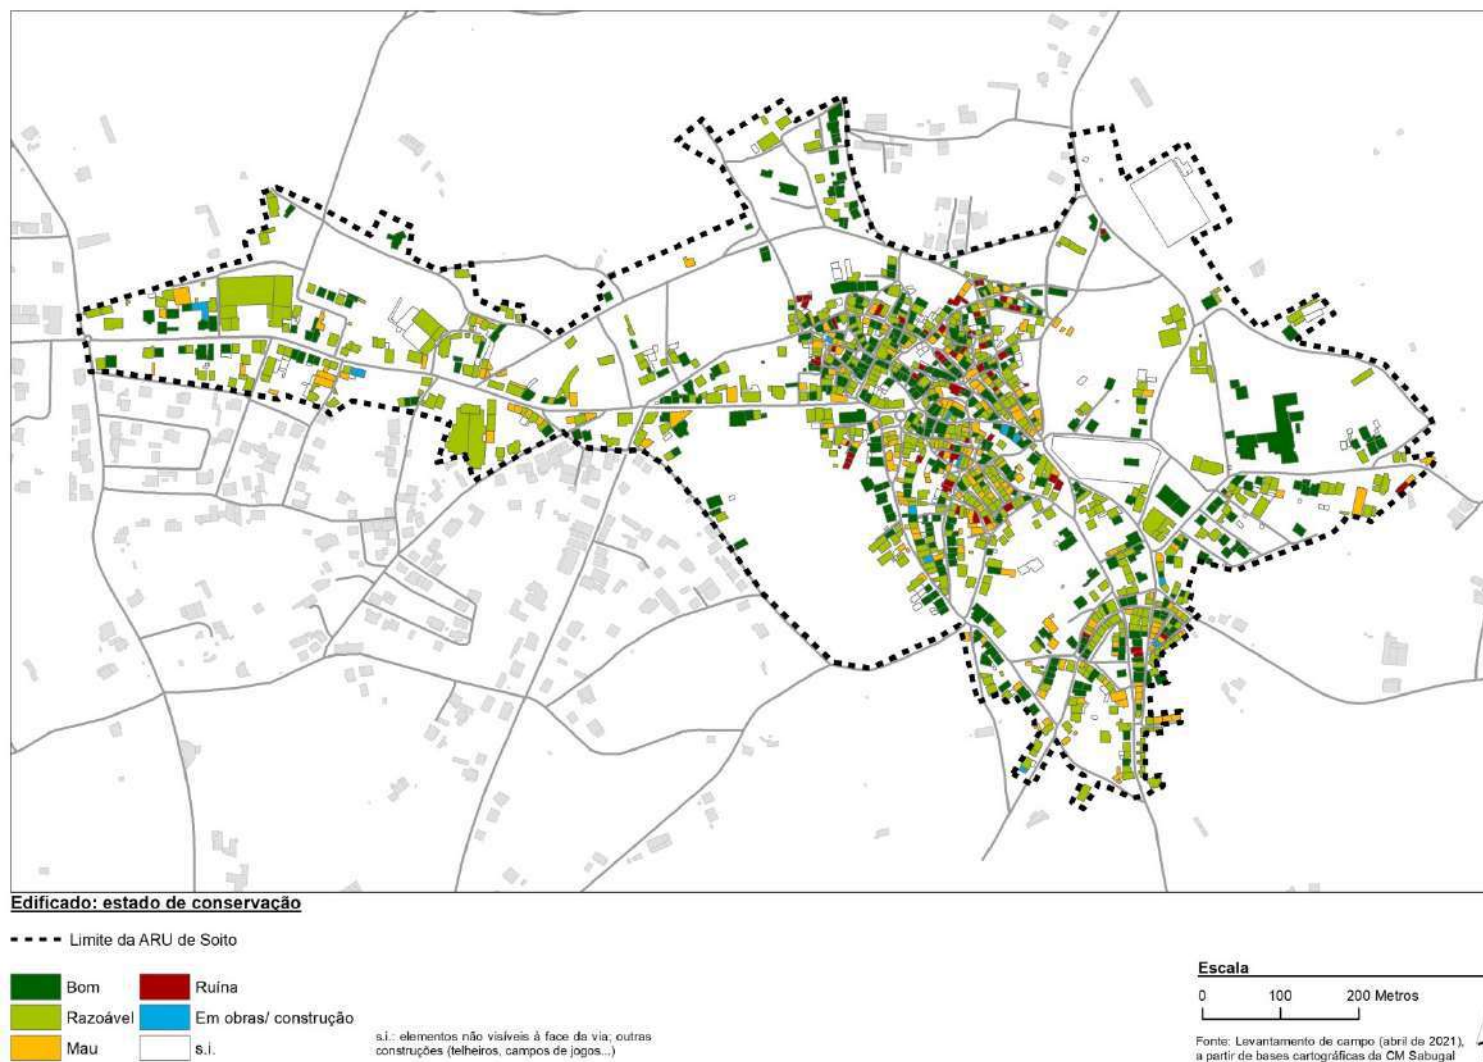 Edificado: estado de conservação
Limite da ARU de Soito
Bom
Ruína
Razoável
Em obras/ construção
Mau
s.i.
s.i.: elementos não visíveis à face da via; outras
construções (telheiros, campos de jogos...)
Escala
0 100 200 Metros
Fonte: Levantamento de campo (abril de 2021),
a partir de bases cartográficas da CM Sabugal